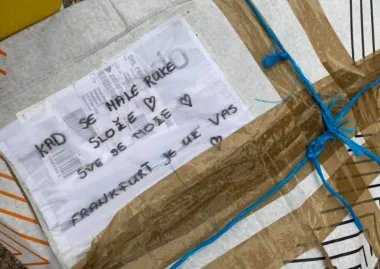 KAD SE MALE RUKE
SLOŽE ♡
SVE SE MOŽE ♡
FRANKFURT JE UZ VAS
♡